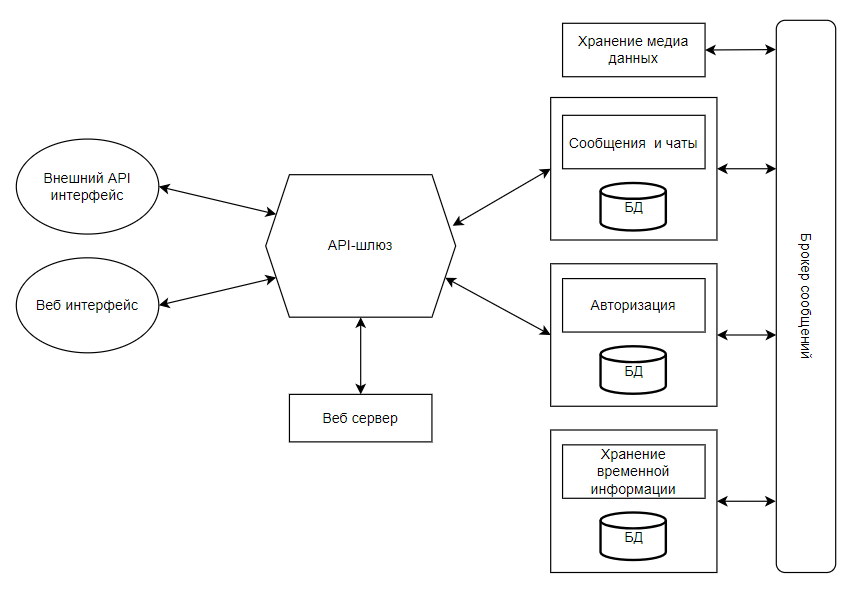 Хранение медиа
данных
Сообщения и чаты
БД
Внешний API
интерфейс
API-шлюз
Веб интерфейс
Авторизация
БД
Веб сервер
Хранение
временной
информации
БД
Брокер сообщений